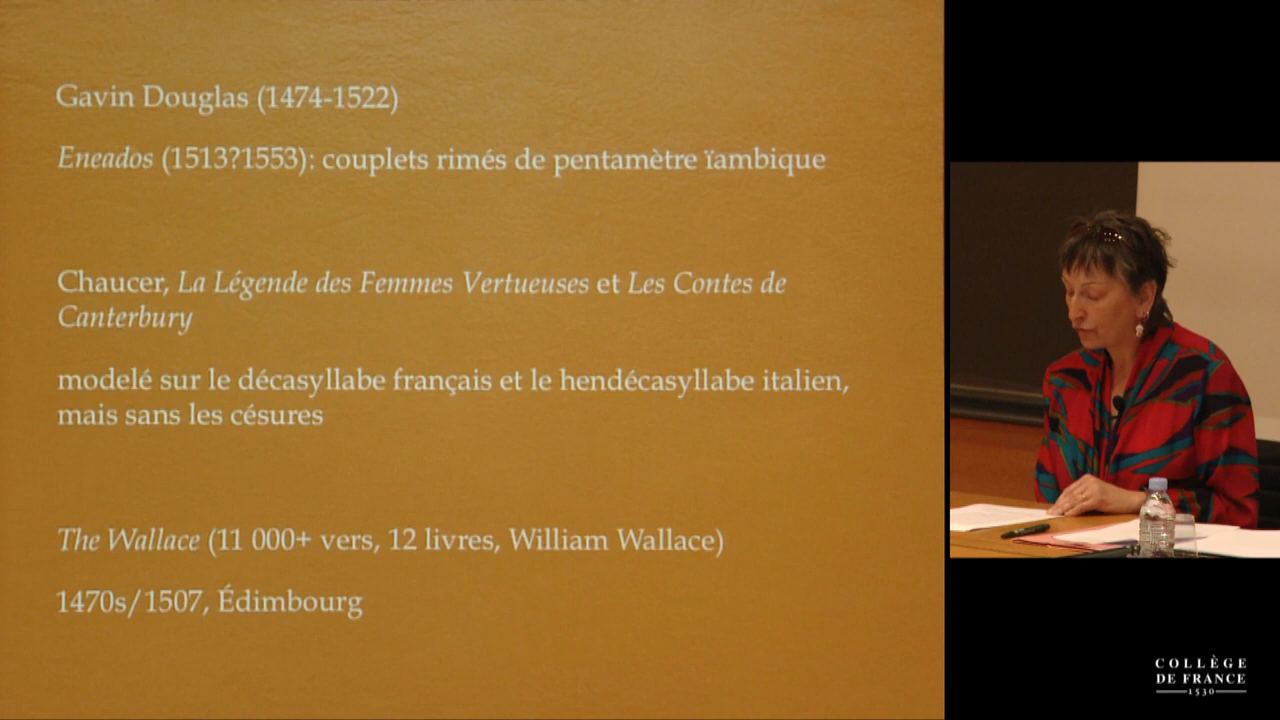 Gavin Douglas (1474-1522)
Eneados (1513?1553): couplets rimés de pentamètre ïambique
Chaucer, La Légende des Femmes Vertueuses et Les Contes de
Canterbury
modelé sur le décasyllabe français et le hendécasyllabe italien,
mais sans les césures
The Wallace (11 000+ vers, 12 livres, William Wallace)
1470s/1507, Édimbourg
COLLÈGE
DE FRANCE
1530